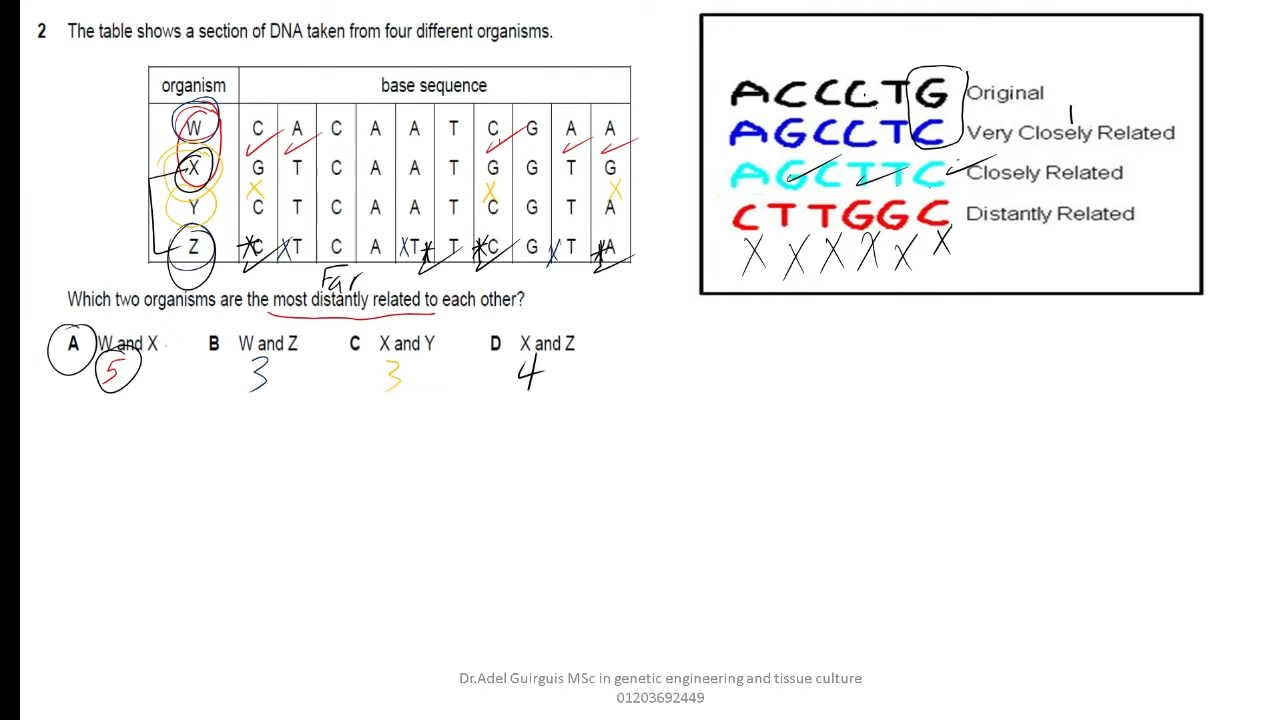 2 The table shows a section of DNA taken from four different organisms.
organism base sequence
W C A C A A T C G A A
X G T C A A T G G T G
Y C T C A A T C G T A
Z C T C A T T C G T A
Far
Which two organisms are the most distantly related to each other?
A W and X B W and Z C X and Y D X and Z
5 3 3 4
ACCCTG Original
1
AGCCTC Very Closely Related
AGCTTC Closely Related
CTTGGC Distantly Related
X X X X X X
Dr.Adel Guirguis MSc in genetic engineering and tissue culture
01203692449